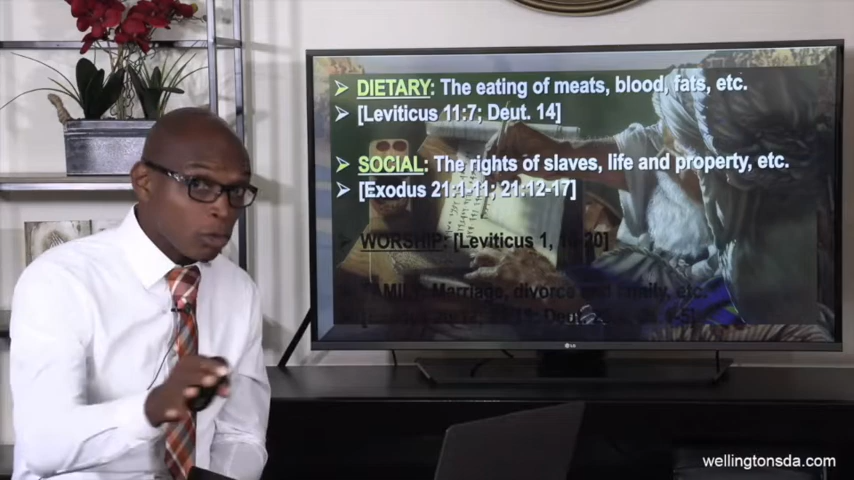 ➢ DIETARY: The eating of meats, blood, fats, etc.
➢ [Leviticus 11:7; Deut. 14]
➢ SOCIAL: The rights of slaves, life and property, etc.
➢ [Exodus 21:1-11; 21:12-17]
➢ WORSHIP: [Leviticus 1, -20]
FAMILY: Marriage, divorce and family, etc.
LG
wellingtonsda.com